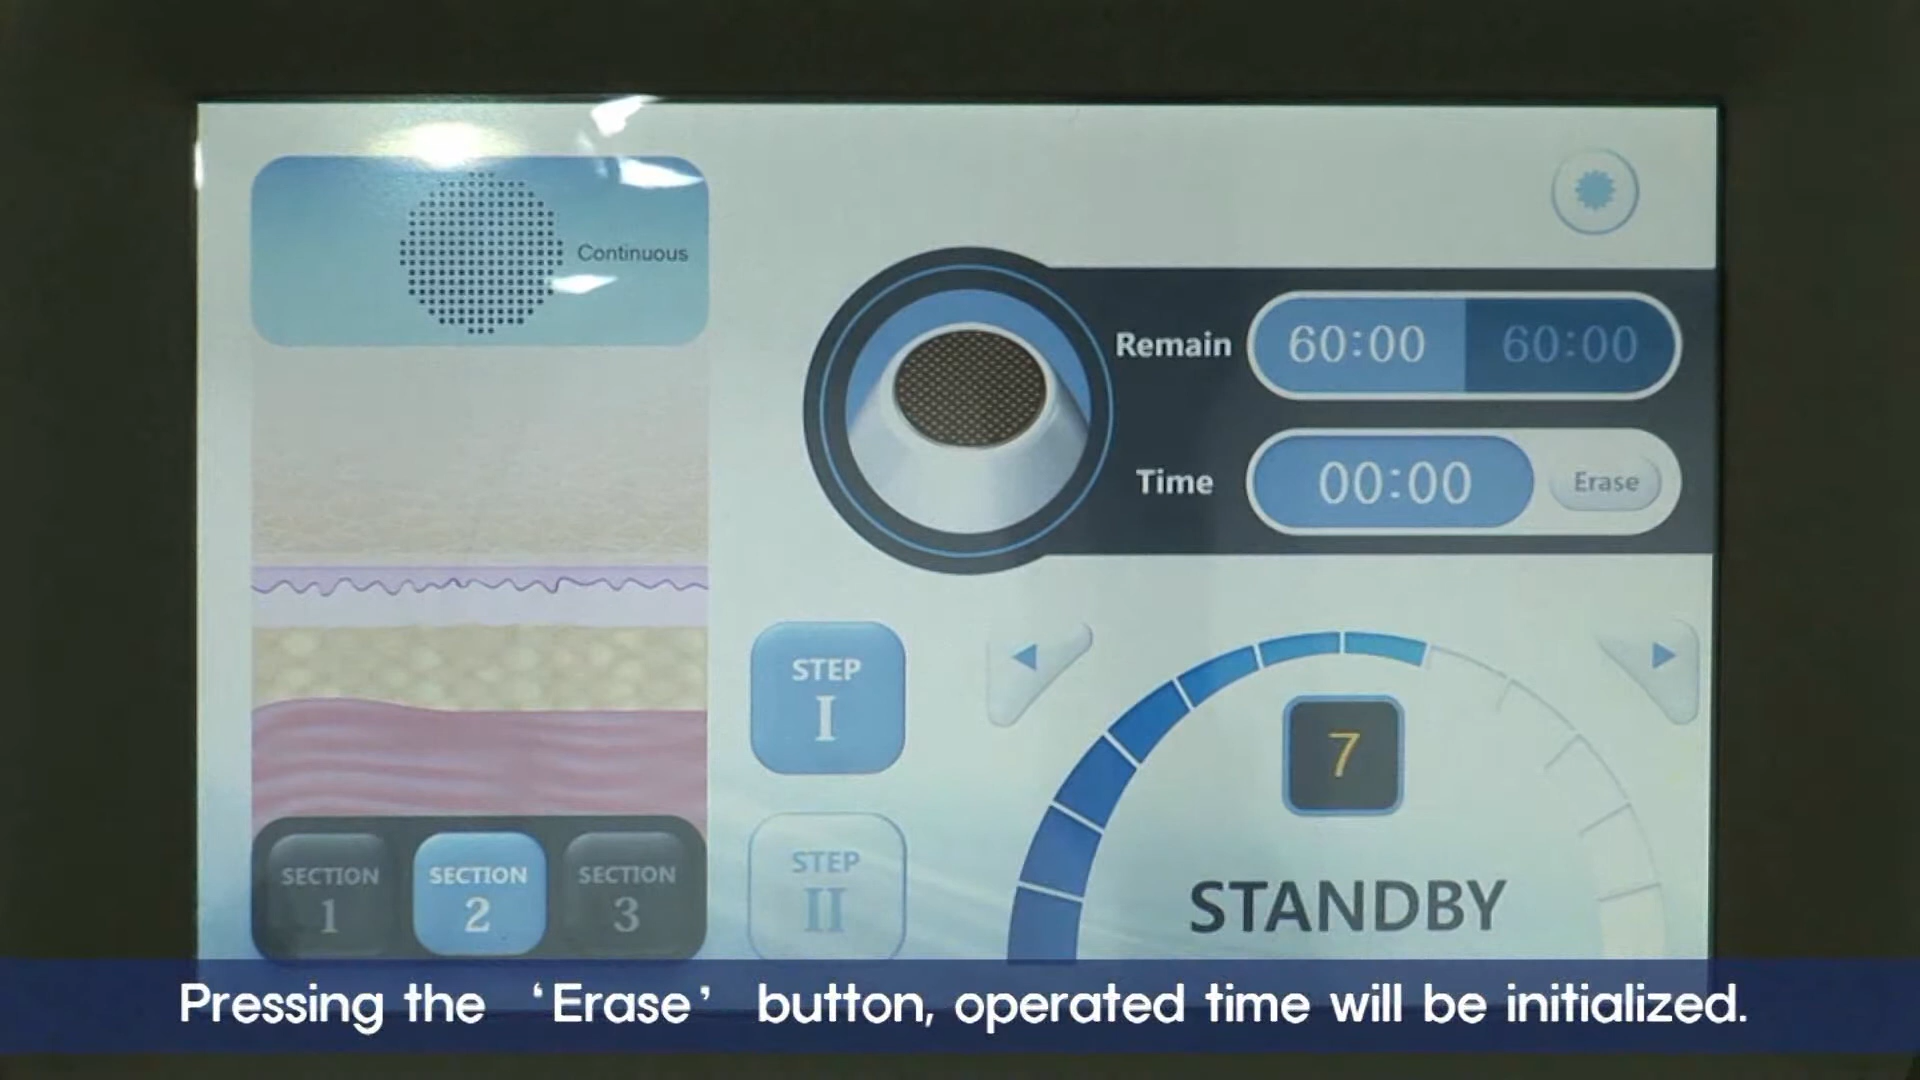 Continuous
Remain 60:00 60:00
Time 00:00 Erase
STEP
I
7
STEP
II
STANDBY
SECTION
1
SECTION
2
SECTION
3
Pressing the ‘Erase’ button, operated time will be initialized.